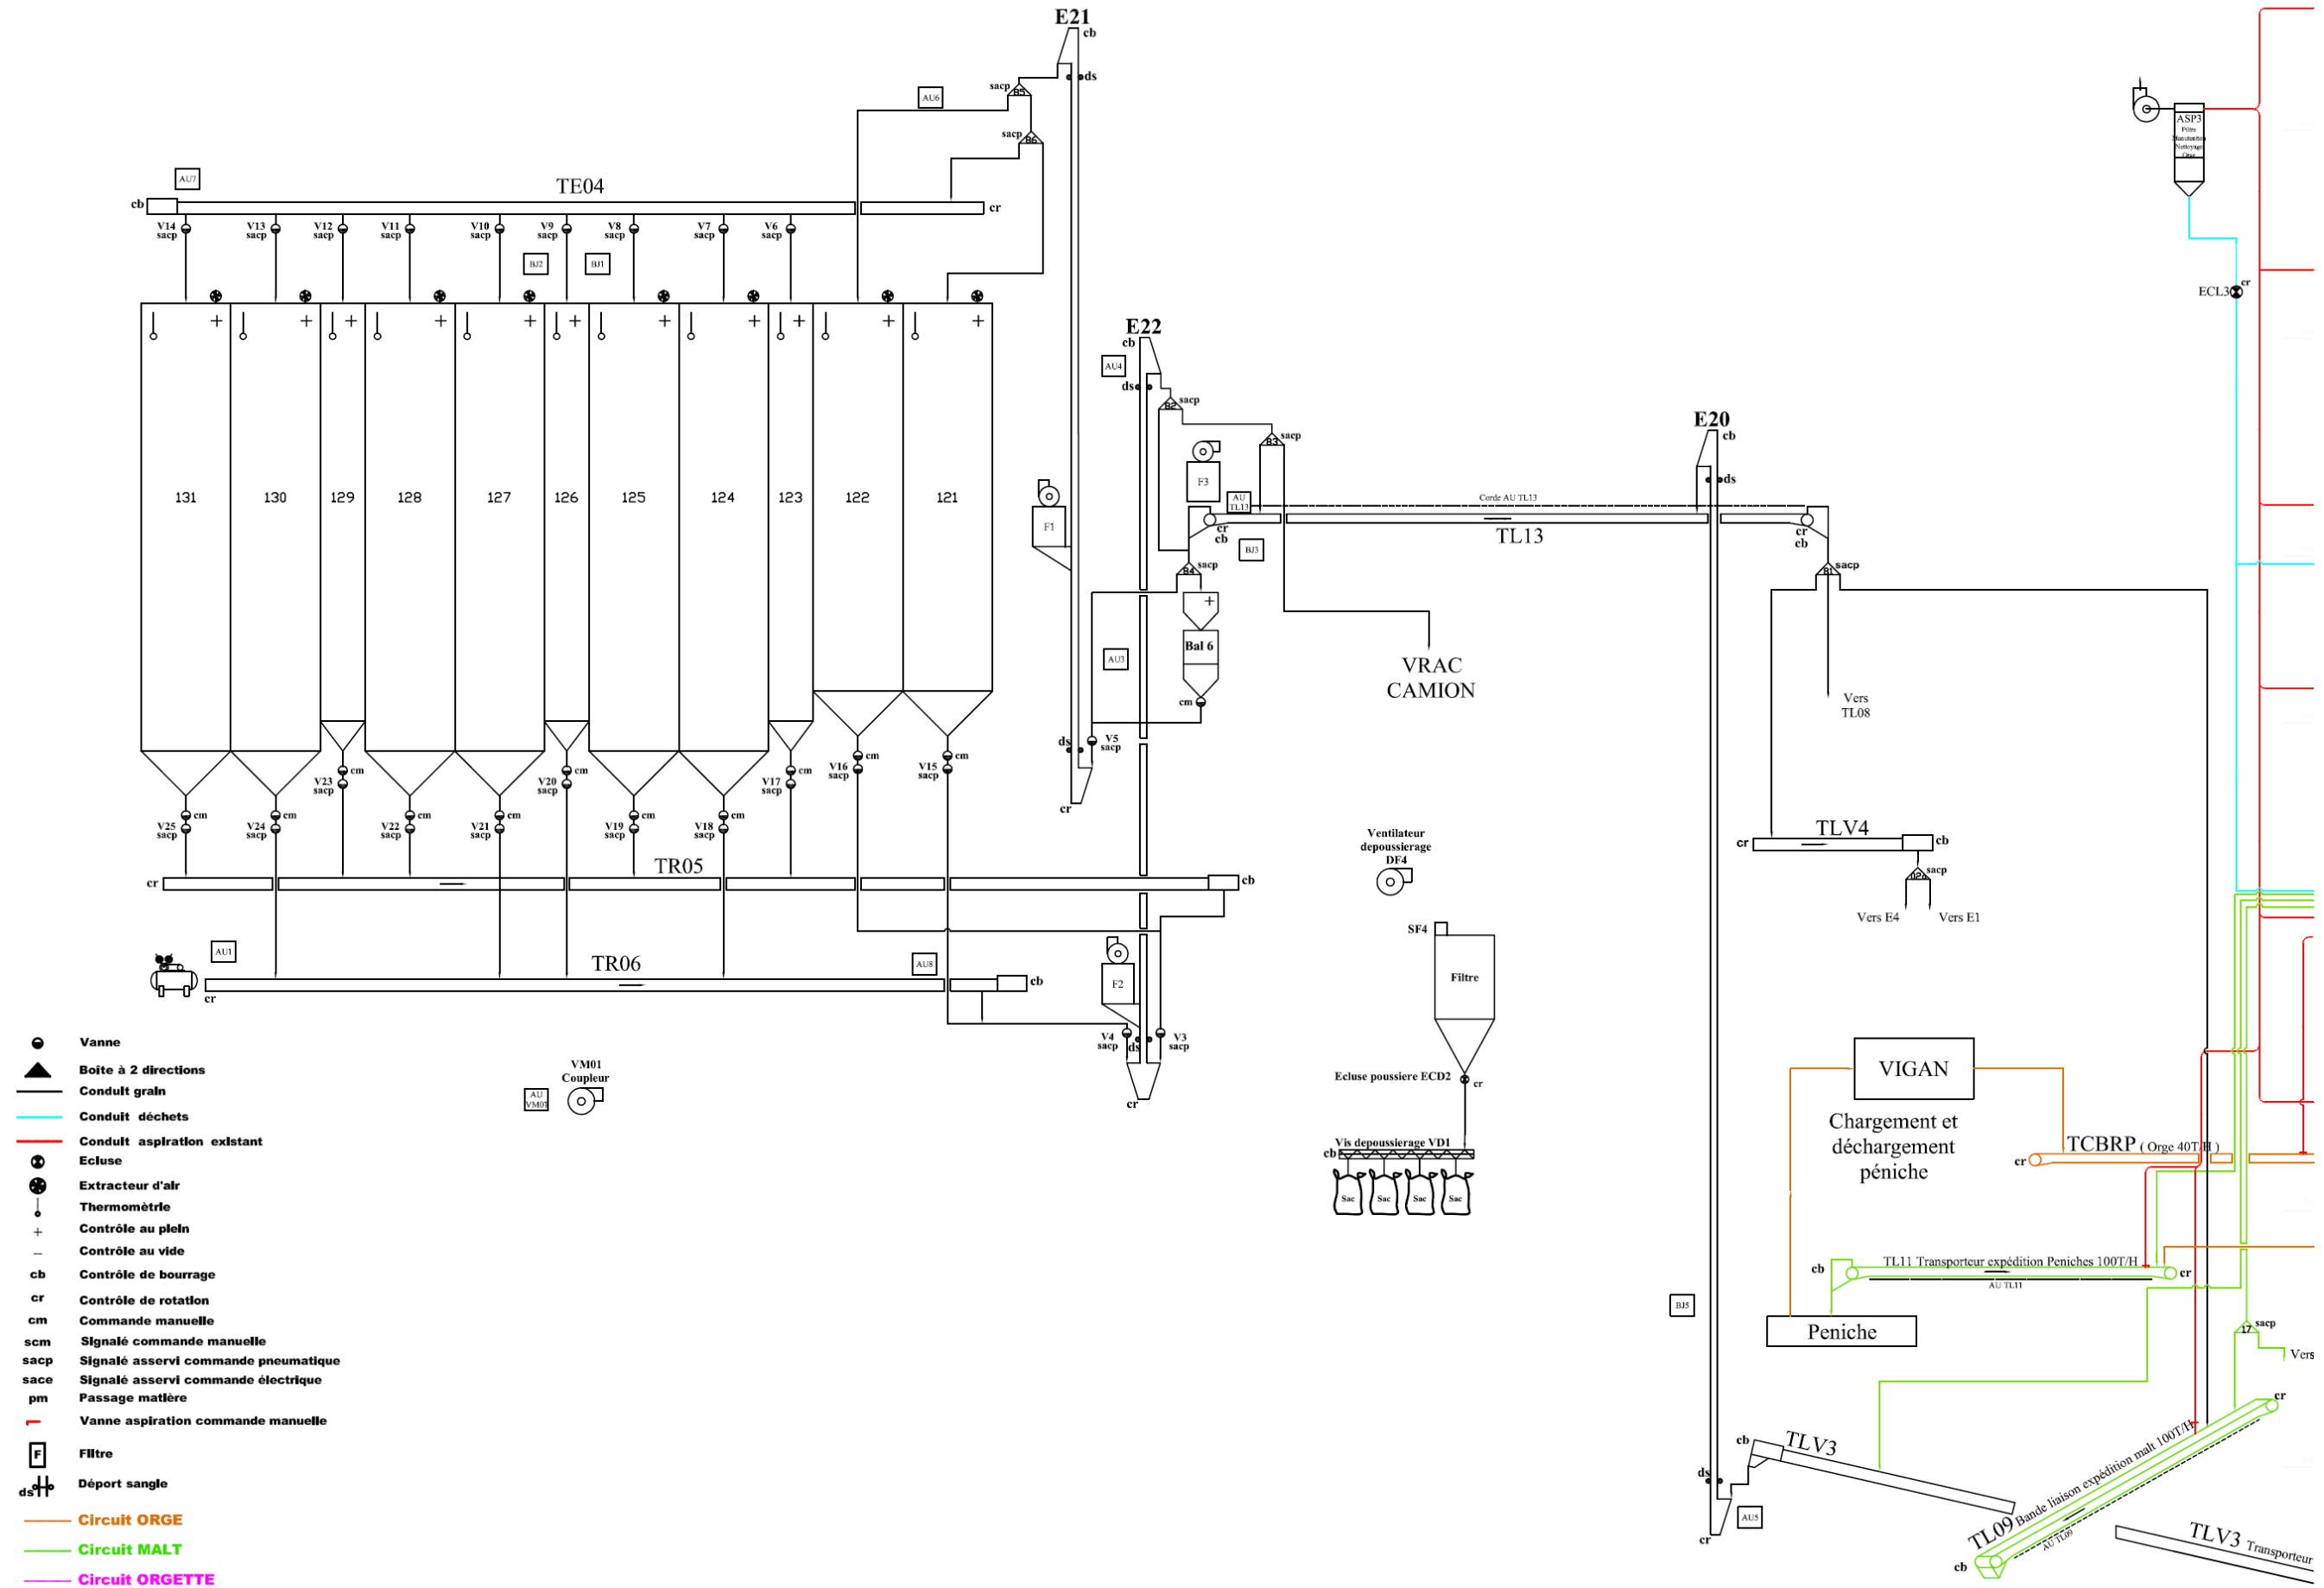 E21
cb
ds
sacp
B5
AU6
sacp
B6
ASP3
Filtre
Manutention
Nettoyage
Orge
AU7
TE04
cb
cr
V14
sacp
V13
sacp
V12
sacp
V11
sacp
V10
sacp
V9
sacp
V8
sacp
V7
sacp
V6
sacp
BJ2
BJ1
ECL3
cr
E22
cb
AU4
ds
sacp
B2
E20
cb
sacp
B3
F3
ds
131
130
129
128
127
126
125
124
123
122
121
AU
TL13
Corde AU TL13
F1
cr
cb
TL13
cr
cb
BJ3
sacp
B4
sacp
B1
Bal 6
AU3
VRAC
CAMION
cm
Vers
TL08
ds
V5
sacp
cm
V16
sacp
cm
V15
sacp
cm
V23
sacp
cm
V20
sacp
cm
V17
sacp
cr
cm
V25
sacp
cm
V24
sacp
cm
V22
sacp
cm
V21
sacp
cm
V19
sacp
cm
V18
sacp
Ventilateur
depoussierage
DF4
TLV4
cr
cb
TR05
cr
cb
sacp
Vers E4
Vers E1
SF4
AU1
TR06
AU8
cb
cr
F2
Filtre
V4
sacp
ds
V3
sacp
cr
VM01
Coupleur
AU
VM01
Ecluse poussiere ECD2
cr
VIGAN
Chargement et
déchargement
péniche
Vis depoussierage VD1
cb
Sac
Sac
Sac
Sac
TCBRP ( Orge 40T/H )
cr
TL11 Transporteur expédition Peniches 100T/H
cb
cr
AU TL11
BJ5
Peniche
17
sacp
Vers
cr
TLV3
cb
ds
AU5
cr
TL09 Bande liaison expédition malt 100T/H
AU TL09
cb
TLV3 Transporteur
Vanne
Boîte à 2 directions
Conduit grain
Conduit déchets
Conduit aspiration existant
Ecluse
Extracteur d'air
Thermomètrie
+ Contrôle au plein
− Contrôle au vide
cb Contrôle de bourrage
cr Contrôle de rotation
cm Commande manuelle
scm Signalé commande manuelle
sacp Signalé asservi commande pneumatique
sace Signalé asservi commande électrique
pm Passage matière
Vanne aspiration commande manuelle
F Filtre
ds Déport sangle
Circuit ORGE
Circuit MALT
Circuit ORGETTE